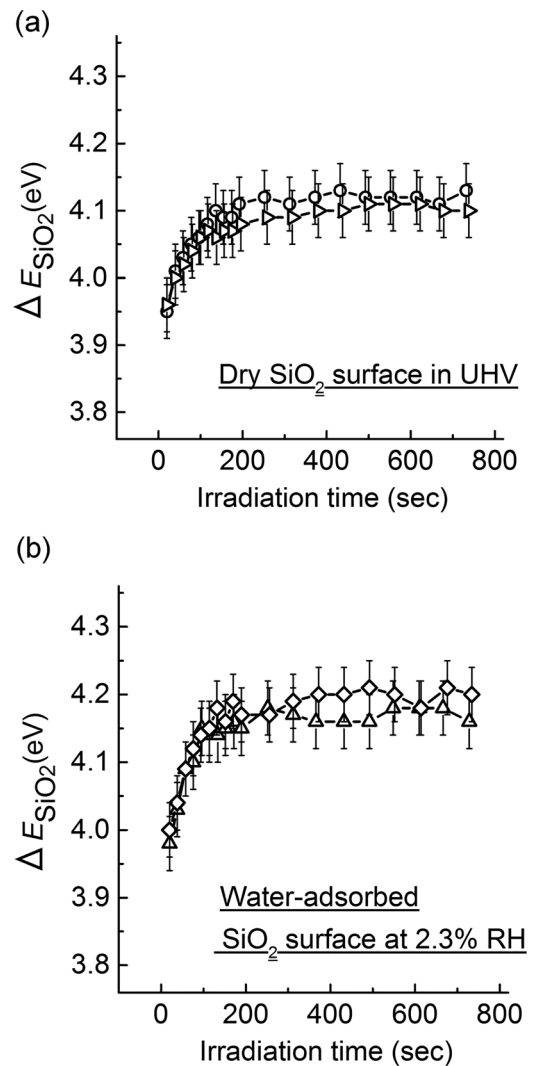 (a)
4.3
4.2
4.1
4.0
3.9
3.8
Δ E SiO2 (eV)
Dry SiO2 surface in UHV
0 200 400 600 800
Irradiation time (sec)
(b)
4.3
4.2
4.1
4.0
3.9
3.8
Δ E SiO2 (eV)
Water-adsorbed
SiO2 surface at 2.3% RH
0 200 400 600 800
Irradiation time (sec)